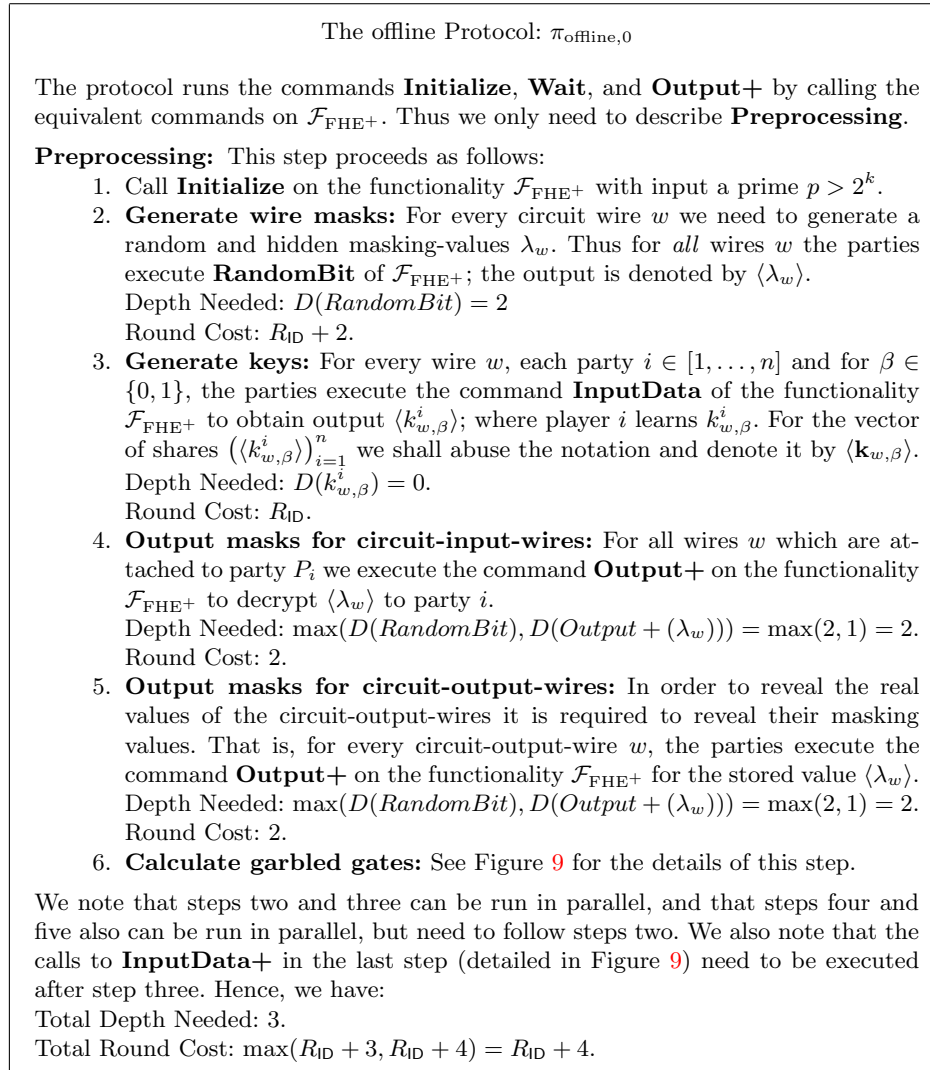 The offline Protocol: π_offline,0
The protocol runs the commands Initialize, Wait, and Output+ by calling the
equivalent commands on F_FHE+. Thus we only need to describe Preprocessing.
Preprocessing: This step proceeds as follows:
1. Call Initialize on the functionality F_FHE+ with input a prime p > 2^k.
2. Generate wire masks: For every circuit wire w we need to generate a
random and hidden masking-values λ_w. Thus for all wires w the parties
execute RandomBit of F_FHE+; the output is denoted by ⟨λ_w⟩.
Depth Needed: D(RandomBit) = 2
Round Cost: R_ID + 2.
3. Generate keys: For every wire w, each party i ∈ [1, . . . , n] and for β ∈
{0, 1}, the parties execute the command InputData of the functionality
F_FHE+ to obtain output ⟨k^i_{w,β}⟩; where player i learns k^i_{w,β}. For the vector
of shares (⟨k^i_{w,β}⟩)^n_{i=1} we shall abuse the notation and denote it by ⟨k_{w,β}⟩.
Depth Needed: D(k^i_{w,β}) = 0.
Round Cost: R_ID.
4. Output masks for circuit-input-wires: For all wires w which are at-
tached to party P_i we execute the command Output+ on the functionality
F_FHE+ to decrypt ⟨λ_w⟩ to party i.
Depth Needed: max(D(RandomBit), D(Output + (λ_w))) = max(2, 1) = 2.
Round Cost: 2.
5. Output masks for circuit-output-wires: In order to reveal the real
values of the circuit-output-wires it is required to reveal their masking
values. That is, for every circuit-output-wire w, the parties execute the
command Output+ on the functionality F_FHE+ for the stored value ⟨λ_w⟩.
Depth Needed: max(D(RandomBit), D(Output + (λ_w))) = max(2, 1) = 2.
Round Cost: 2.
6. Calculate garbled gates: See Figure 9 for the details of this step.
We note that steps two and three can be run in parallel, and that steps four and
five also can be run in parallel, but need to follow steps two. We also note that the
calls to InputData+ in the last step (detailed in Figure 9) need to be executed
after step three. Hence, we have:
Total Depth Needed: 3.
Total Round Cost: max(R_ID + 3, R_ID + 4) = R_ID + 4.